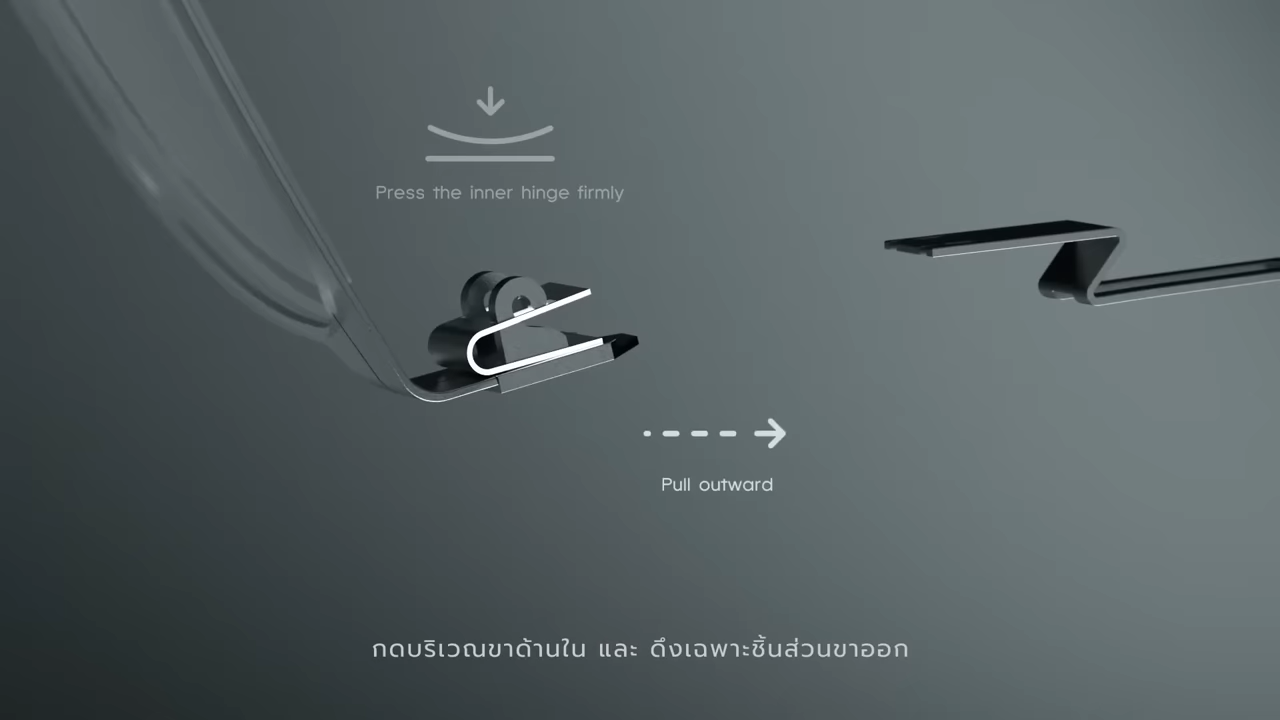 Press the inner hinge firmly
Pull outward
กดบริเวณขาด้านใน และ ดึงเฉพาะชิ้นส่วนขาออก